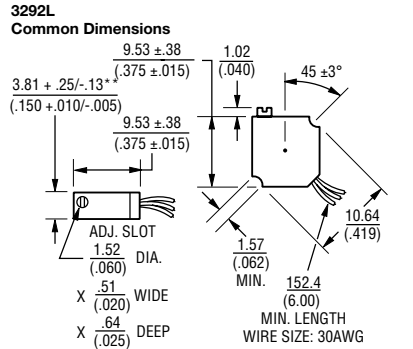 3292L
Common Dimensions
9.53 ±.38
(.375 ±.015)
1.02
(.040)
45 ±3°
3.81 + .25/-.13**
(.150 +.010/-.005)
9.53 ±.38
(.375 ±.015)
ADJ. SLOT
1.52
(.060) DIA.
X .51
(.020) WIDE
X .64
(.025) DEEP
1.57
(.062)
MIN.
10.64
(.419)
152.4
(6.00)
MIN. LENGTH
WIRE SIZE: 30AWG